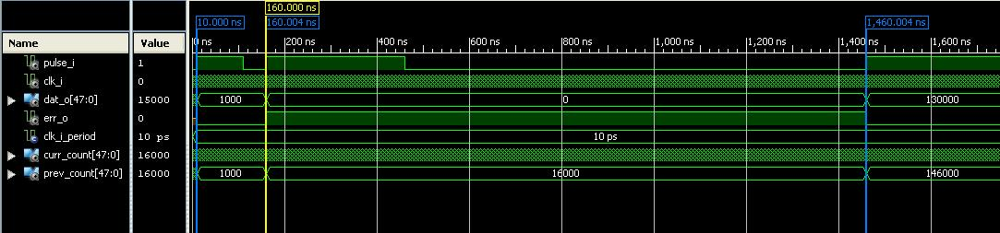 160.000 ns
10.000 ns 160.004 ns 1,460.004 ns
Name Value 0 ns 200 ns 400 ns 600 ns 800 ns 1,000 ns 1,200 ns 1,400 ns 1,600 ns
pulse_i 1
clk_i 0
dat_o[47:0] 15000 1000 0 130000
err_o 0
clk_i_period 10 ps 10 ps
curr_count[47:0] 16000
prev_count[47:0] 16000 1000 16000 146000